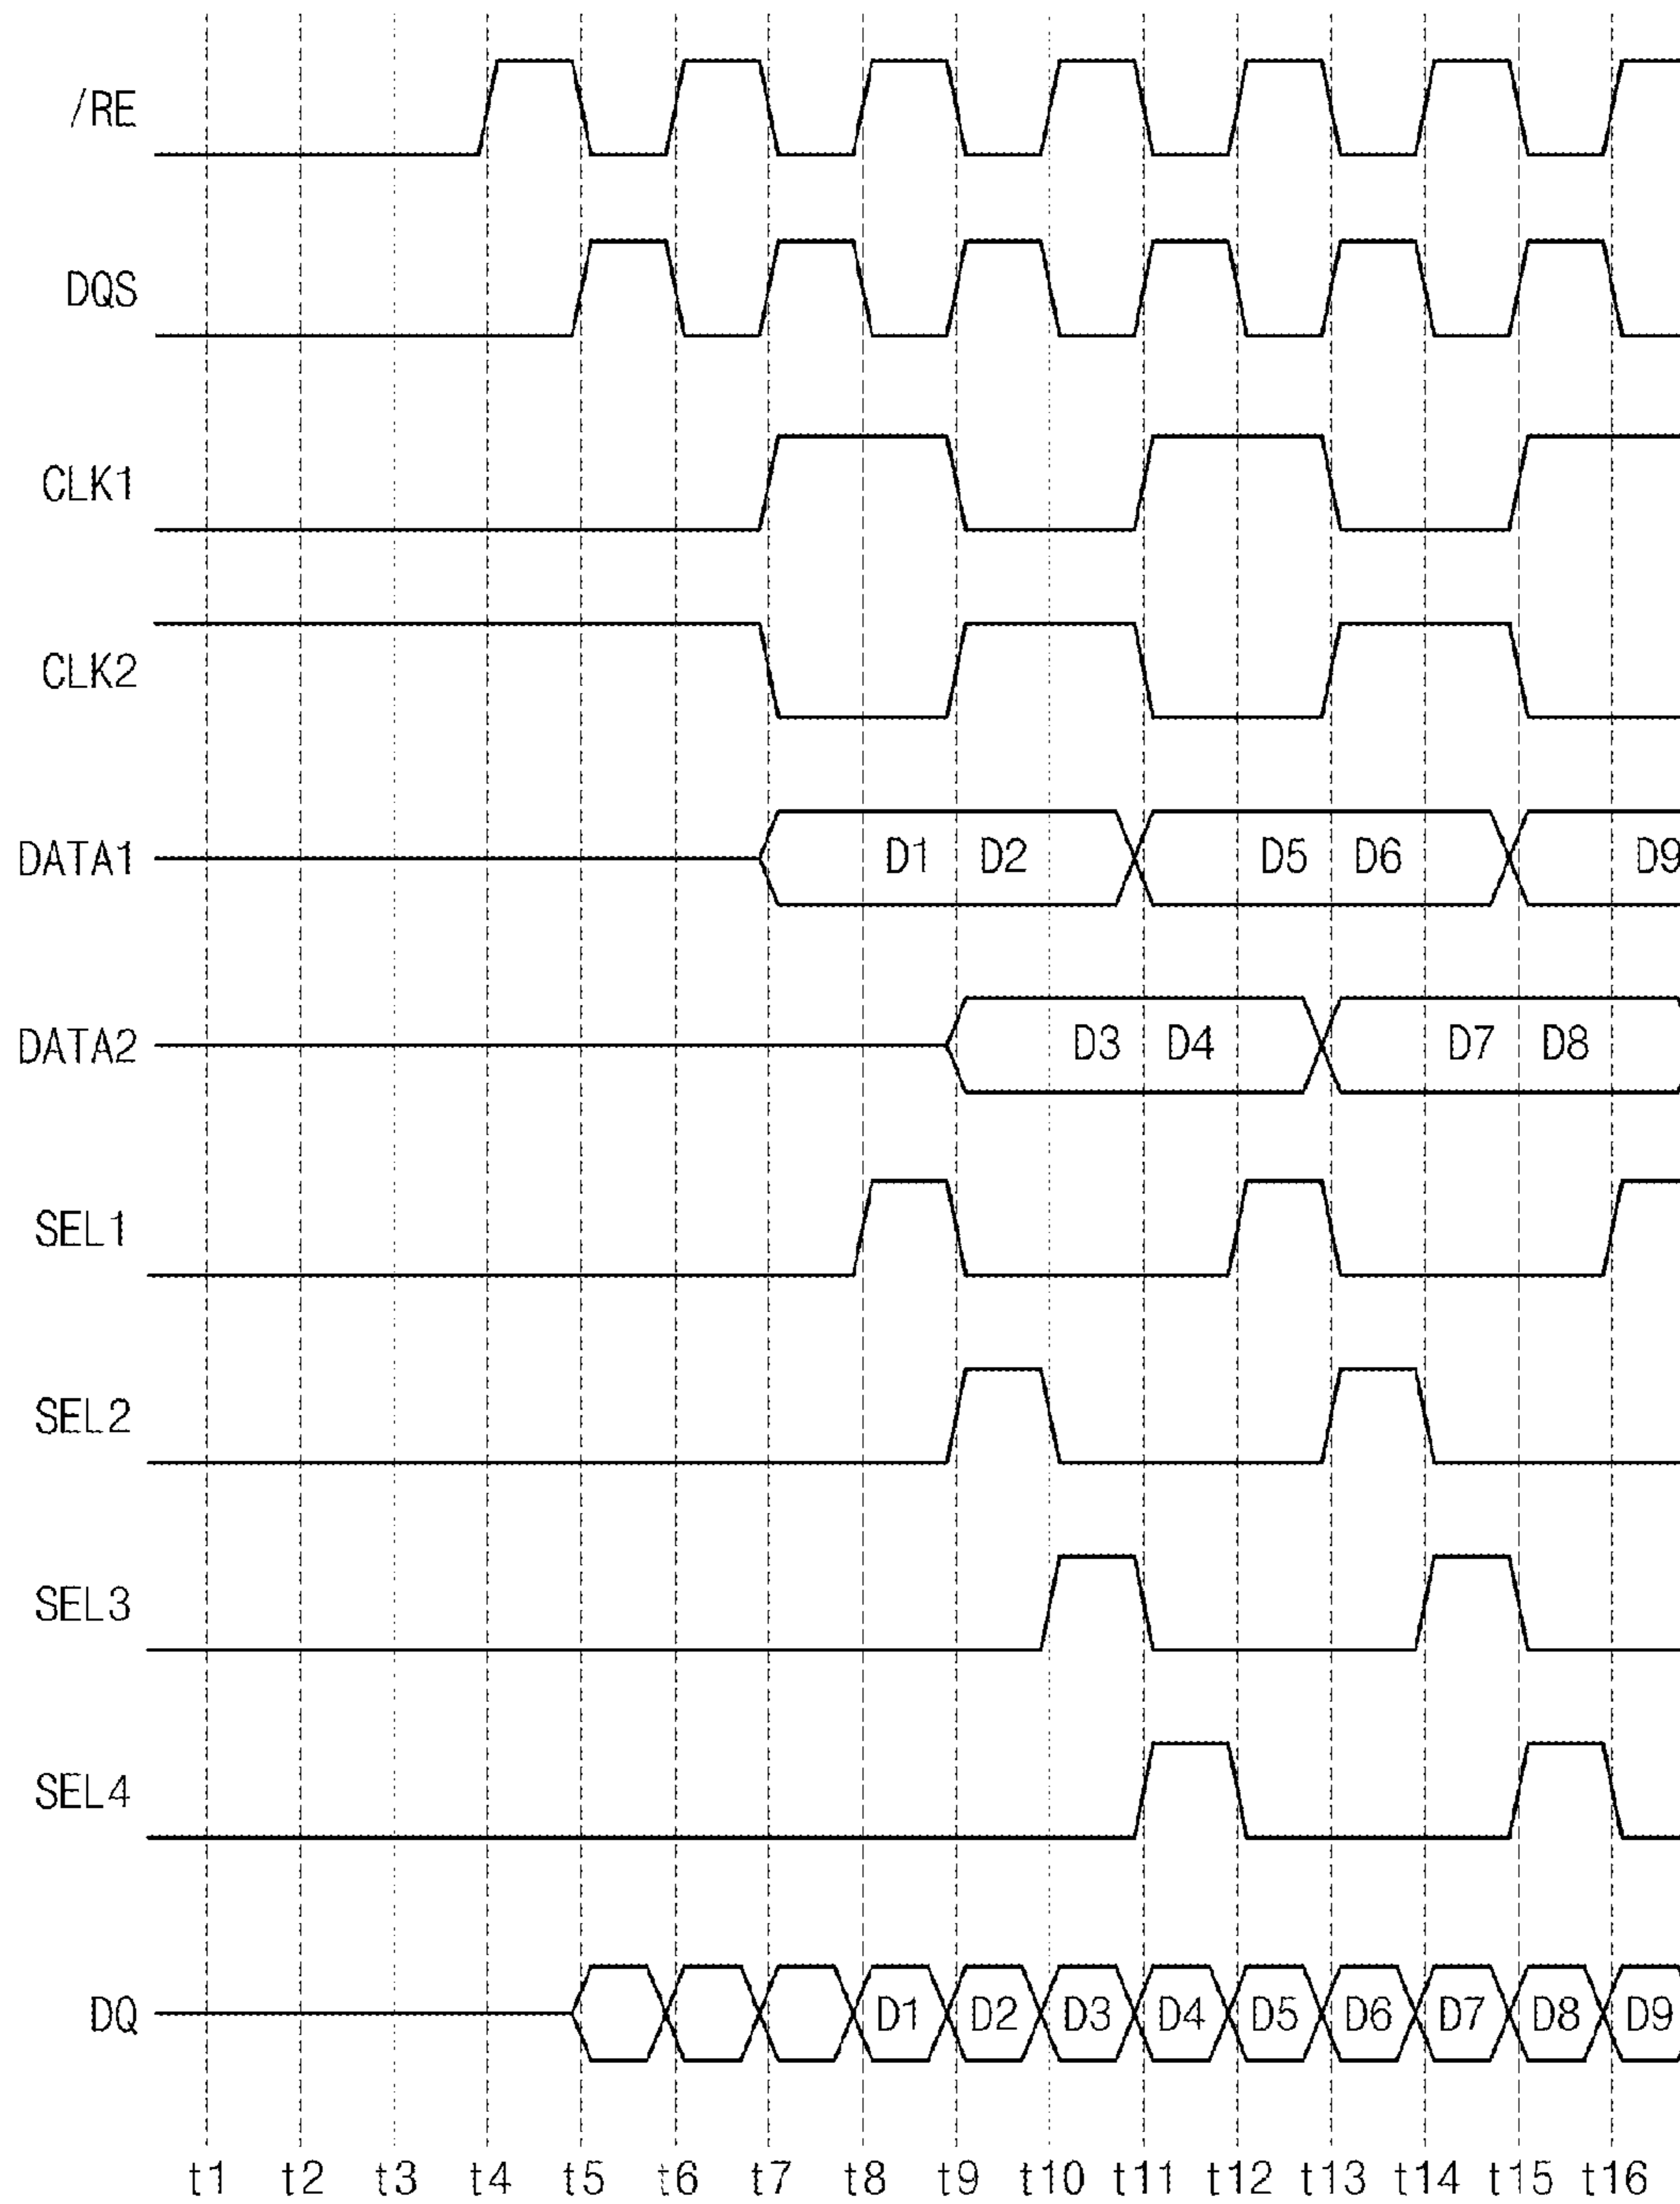 /RE
DQS
CLK1
CLK2
DATA1 D1 D2 D5 D6 D9
DATA2 D3 D4 D7 D8
SEL1
SEL2
SEL3
SEL4
DQ D1 D2 D3 D4 D5 D6 D7 D8 D9
t1 t2 t3 t4 t5 t6 t7 t8 t9 t10 t11 t12 t13 t14 t15 t16